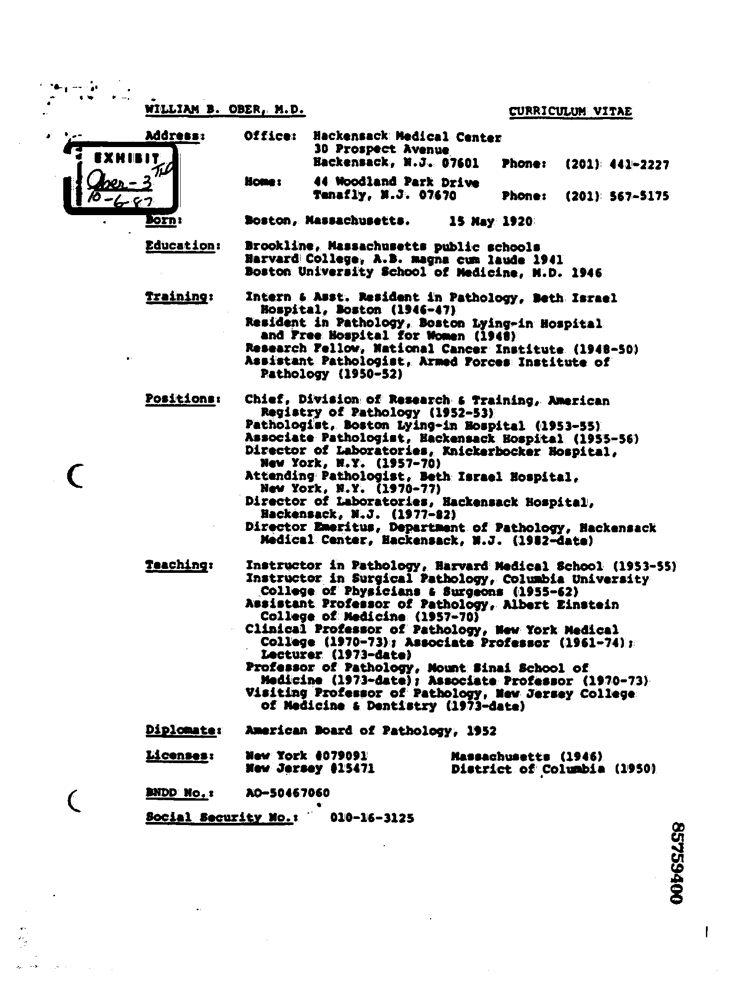 WILLIAM B. OBER, M.D. CURRICULUM VITAE
Address: Office: Hackensack Medical Center
30 Prospect Avenue
Hackensack, N.J. 07601 Phone: (201) 441-2227
EXHIBIT
Ober-3
10-6-87
Home: 44 Woodland Park Drive
Tenafly, N.J. 07670 Phone: (201) 567-5175
Born: Boston, Massachusetts. 15 May 1920
Education: Brookline, Massachusetts public schools
Harvard College, A.B. magna cum laude 1941
Boston University School of Medicine, M.D. 1946
Training: Intern & Asst. Resident in Pathology, Beth Israel
Hospital, Boston (1946-47)
Resident in Pathology, Boston Lying-in Hospital
and Free Hospital for Women (1948)
Research Fellow, National Cancer Institute (1948-50)
Assistant Pathologist, Armed Forces Institute of
Pathology (1950-52)
Positions: Chief, Division of Research & Training, American
Registry of Pathology (1952-53)
Pathologist, Boston Lying-in Hospital (1953-55)
Associate Pathologist, Hackensack Hospital (1955-56)
Director of Laboratories, Knickerbocker Hospital,
New York, N.Y. (1957-70)
Attending Pathologist, Beth Israel Hospital,
New York, N.Y. (1970-77)
Director of Laboratories, Hackensack Hospital,
Hackensack, N.J. (1977-82)
Director Emeritus, Department of Pathology, Hackensack
Medical Center, Hackensack, N.J. (1982-date)
Teaching: Instructor in Pathology, Harvard Medical School (1953-55)
Instructor in Surgical Pathology, Columbia University
College of Physicians & Surgeons (1955-62)
Assistant Professor of Pathology, Albert Einstein
College of Medicine (1957-70)
Clinical Professor of Pathology, New York Medical
College (1970-73); Associate Professor (1961-74);
Lecturer (1973-date)
Professor of Pathology, Mount Sinai School of
Medicine (1973-date); Associate Professor (1970-73)
Visiting Professor of Pathology, New Jersey College
of Medicine & Dentistry (1973-date)
Diplomate: American Board of Pathology, 1952
Licenses: New York #079091 Massachusetts (1946)
New Jersey #15471 District of Columbia (1950)
BNDD No.: AO-50467060
Social Security No.: 010-16-3125
85759400